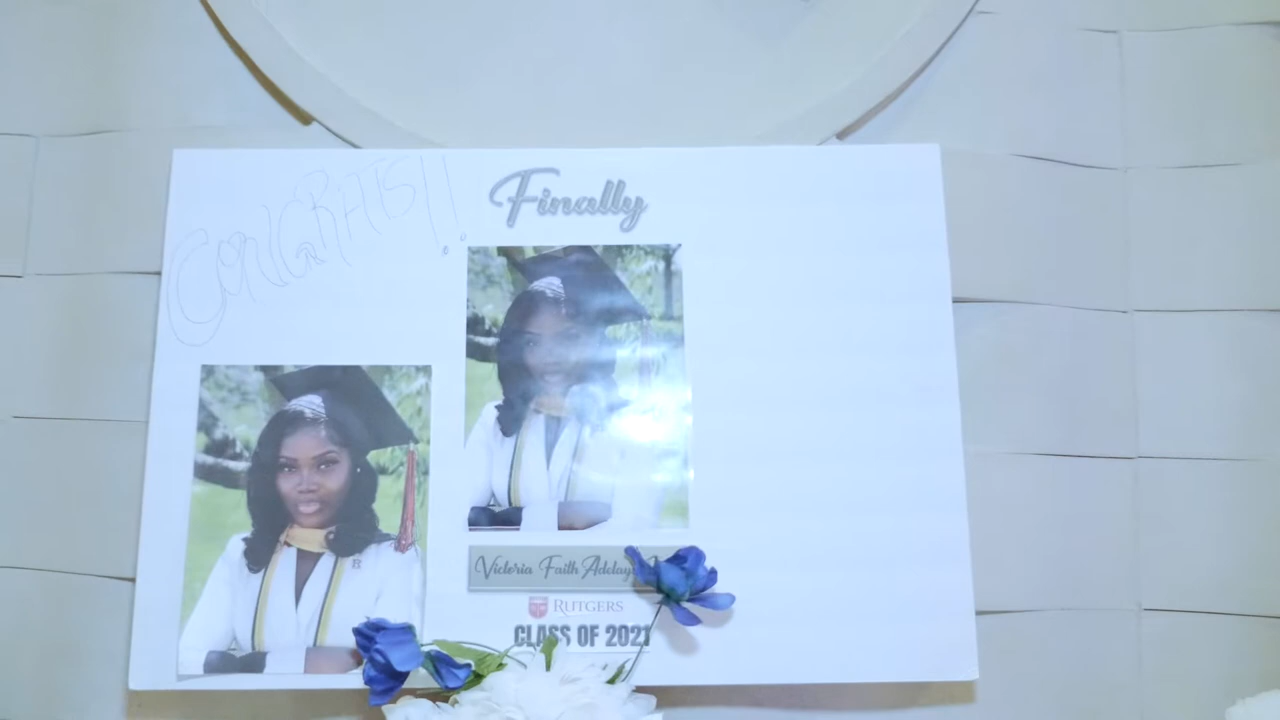 CONGRATS!!
Finally
Victoria Faith
RUTGERS
CLASS OF 2021